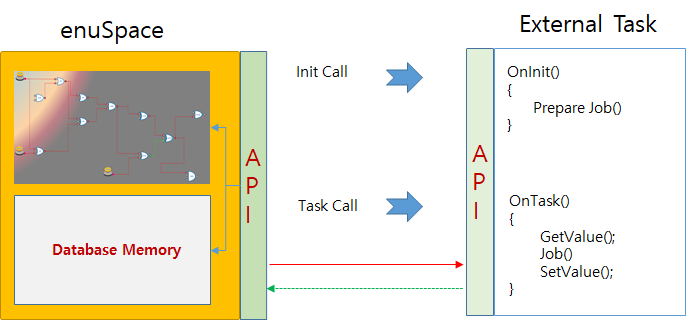 enuSpace
External Task
Init Call
OnInit()
{
Prepare Job()
}
A
P
I
A
P
I
Database Memory
Task Call
OnTask()
{
GetValue();
Job()
SetValue();
}